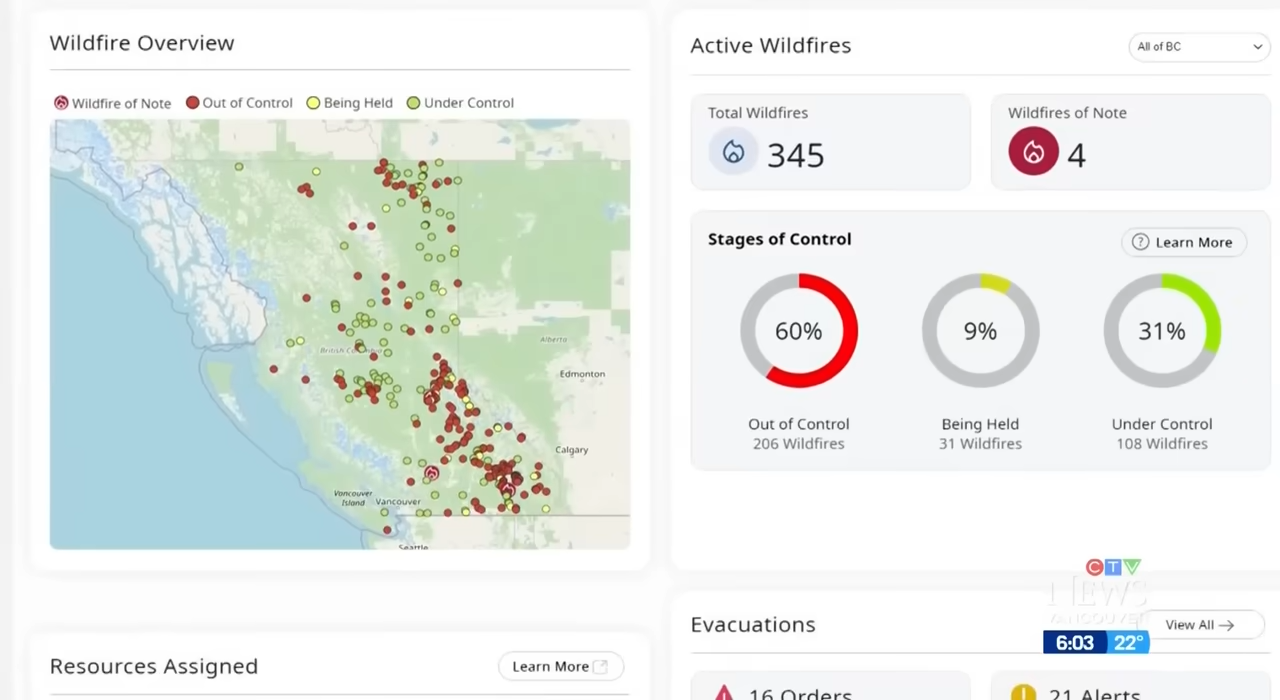 Wildfire Overview
Wildfire of Note
Out of Control
Being Held
Under Control
Alberta
Edmonton
Calgary
Vancouver
Island
Vancouver
Seattle
Active Wildfires
All of BC
Total Wildfires
345
Wildfires of Note
4
Stages of Control
? Learn More
60%
9%
31%
Out of Control
206 Wildfires
Being Held
31 Wildfires
Under Control
108 Wildfires
CTV
NEWS
VANCOUVER
6:03 22°
Evacuations
View All →
Resources Assigned
Learn More
16 Orders
21 Alerts